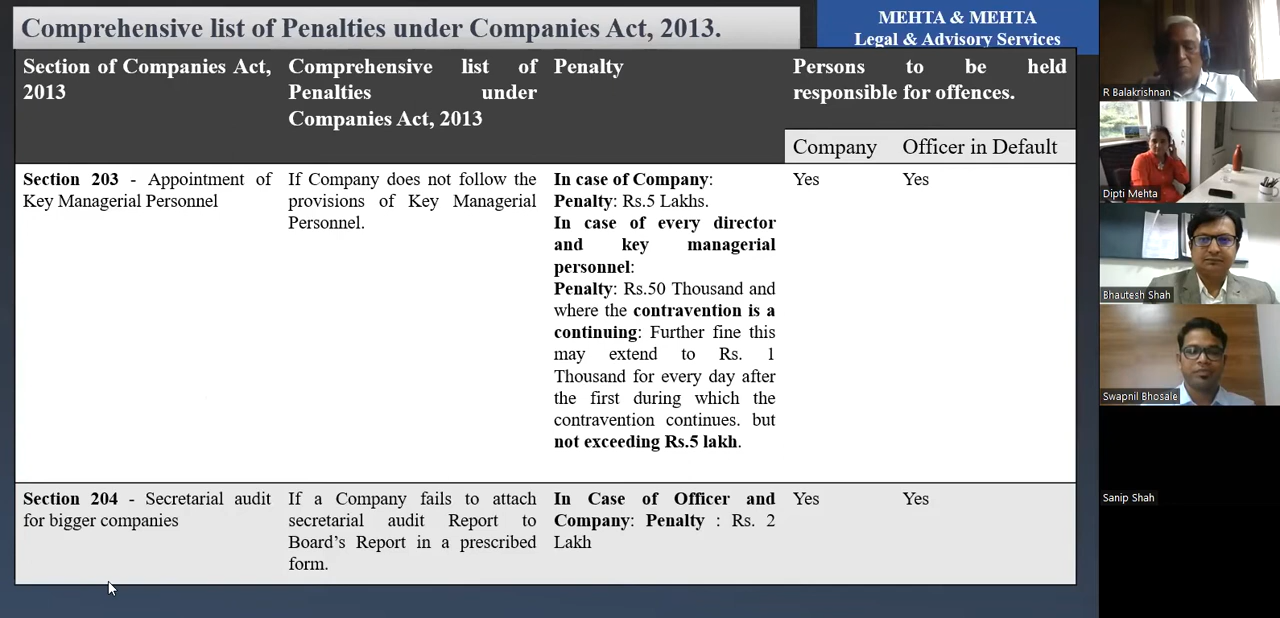 Comprehensive list of Penalties under Companies Act, 2013.
MEHTA & MEHTA
Legal & Advisory Services
Section of Companies Act,
2013
Comprehensive list of
Penalties under
Companies Act, 2013
Penalty
Persons to be held
responsible for offences.
Company
Officer in Default
Section 203 - Appointment of
Key Managerial Personnel
If Company does not follow the
provisions of Key Managerial
Personnel.
In case of Company:
Penalty: Rs.5 Lakhs.
In case of every director
and key managerial
personnel:
Penalty: Rs.50 Thousand and
where the contravention is a
continuing: Further fine this
may extend to Rs. 1
Thousand for every day after
the first during which the
contravention continues. but
not exceeding Rs.5 lakh.
Yes
Yes
Section 204 - Secretarial audit
for bigger companies
If a Company fails to attach
secretarial audit Report to
Board's Report in a prescribed
form.
In Case of Officer and
Company: Penalty : Rs. 2
Lakh
Yes
Yes
R Balakrishnan
Dipti Mehta
Bhautesh Shah
Swapnil Bhosale
Sanip Shah